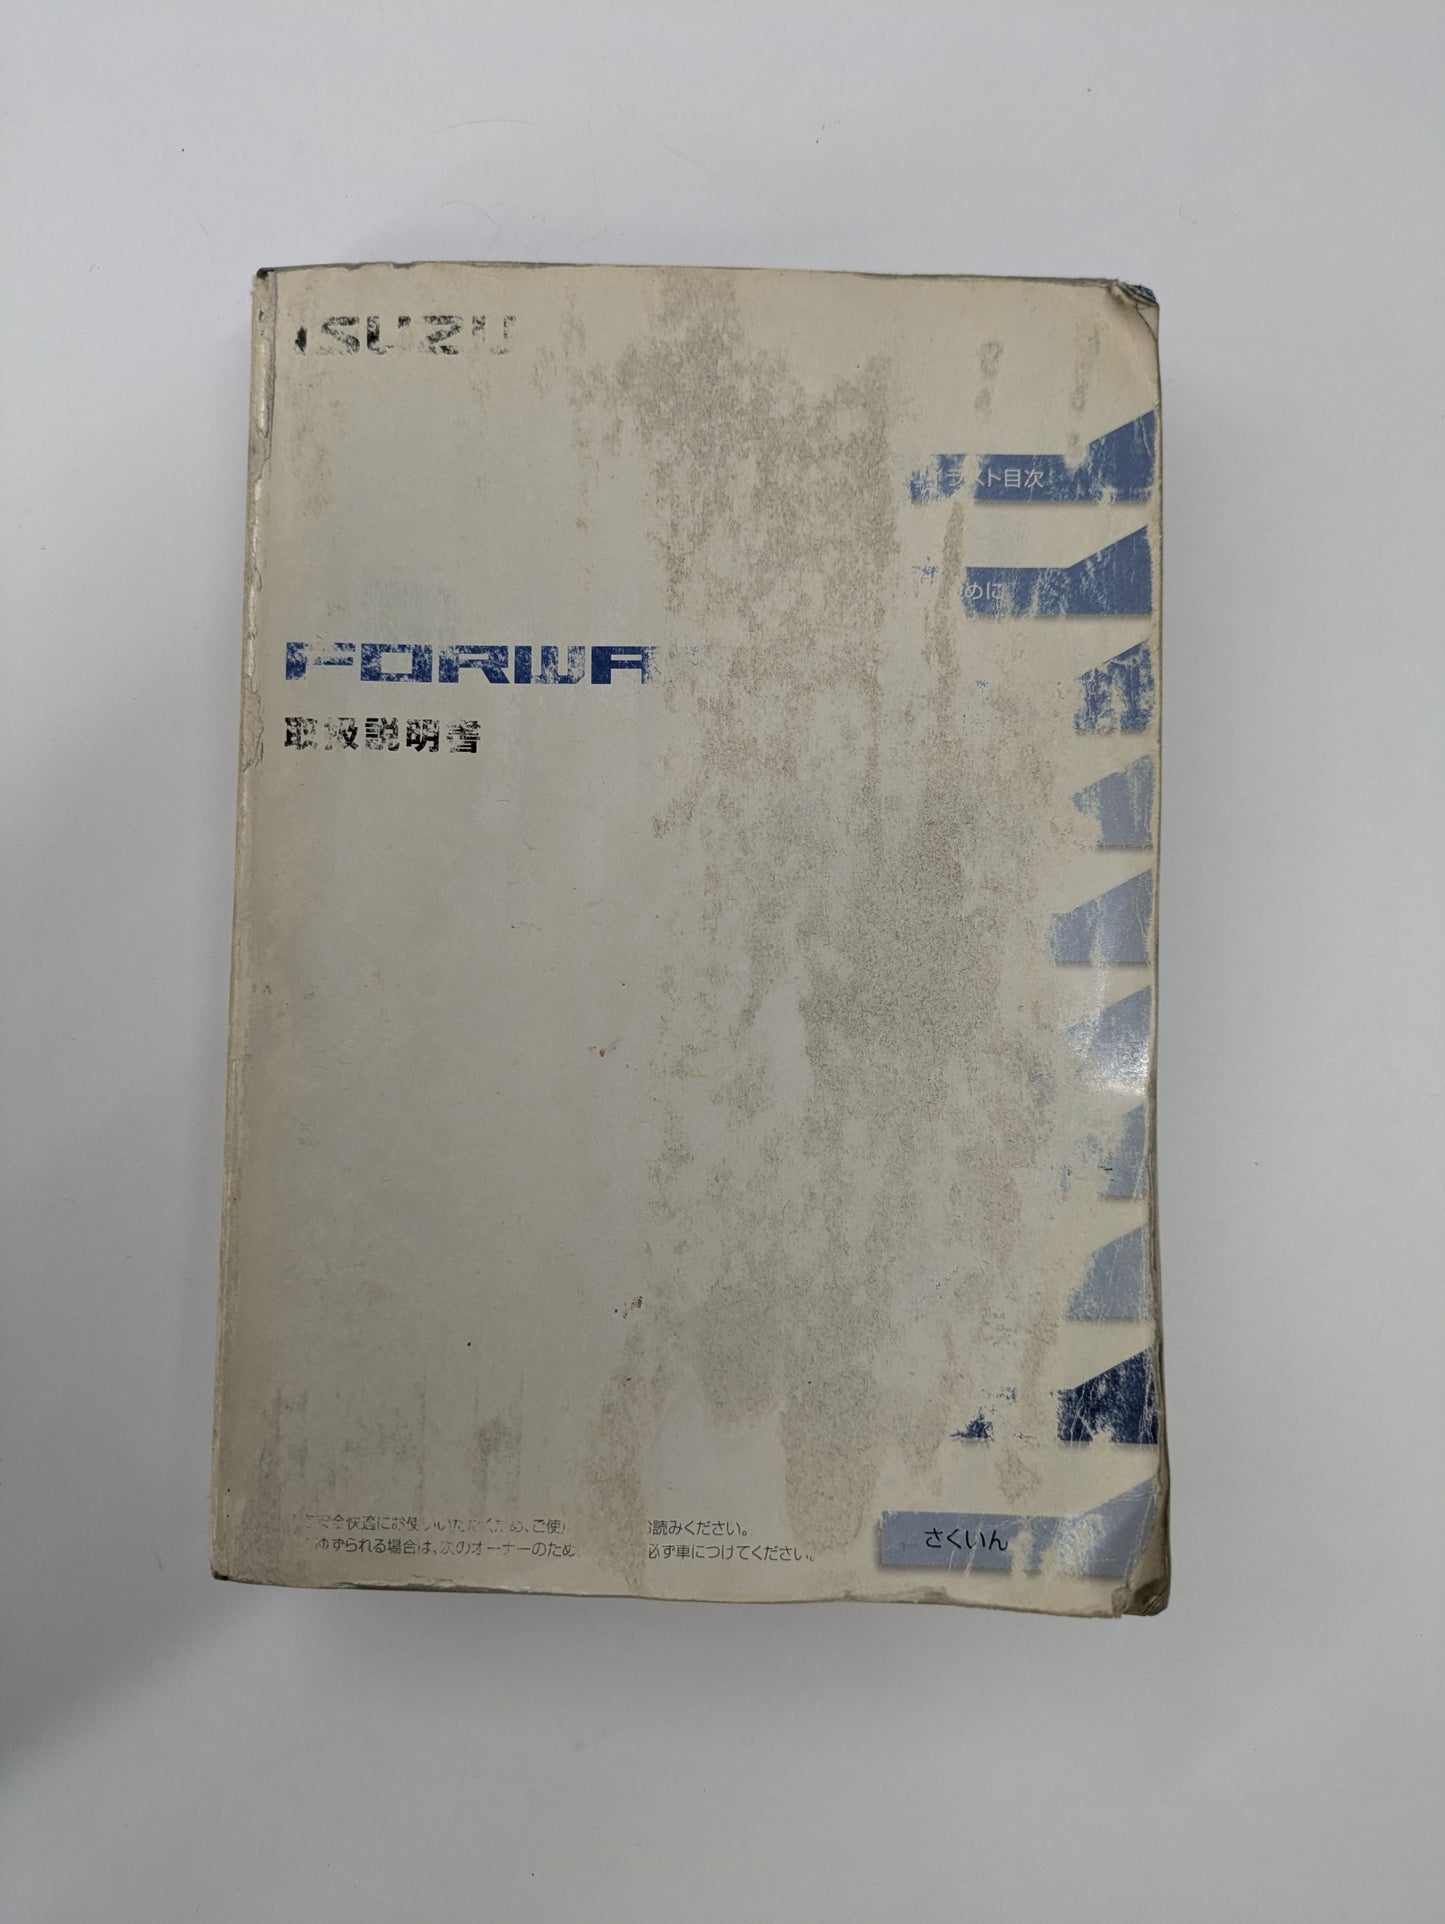 ISUZU
イラスト目次
めに
FORWA
取扱説明書
安全快適にお使いいただくため、ご使 お読みください。
ゆずられる場合は、次のオーナーのため 必ず車につけてください。
さくいん